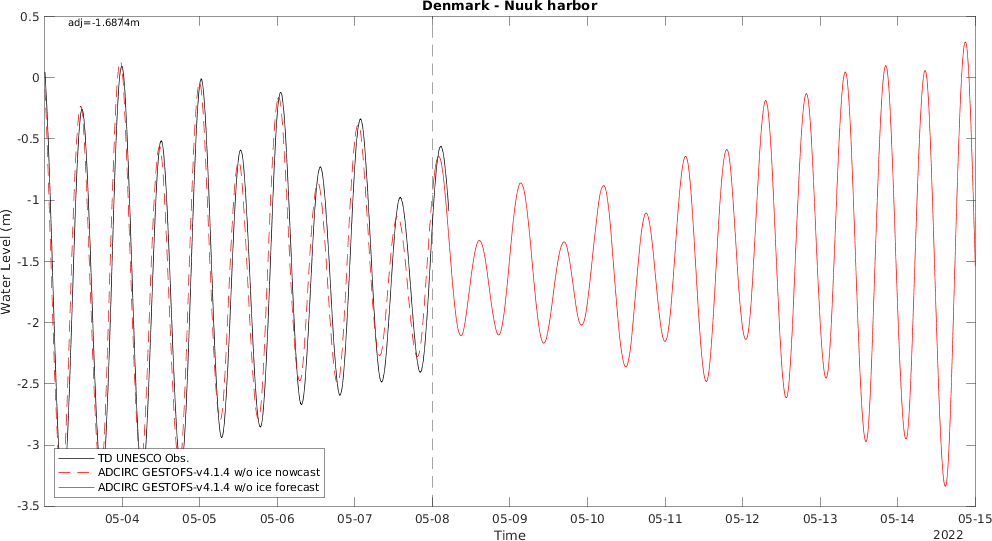 Denmark - Nuuk harbor
adj=-1.6874m
0.5
0
-0.5
-1
-1.5
-2
-2.5
-3
-3.5
Water Level (m)
TD UNESCO Obs.
ADCIRC GESTOFS-v4.1.4 w/o ice nowcast
ADCIRC GESTOFS-v4.1.4 w/o ice forecast
05-04 05-05 05-06 05-07 05-08 05-09 05-10 05-11 05-12 05-13 05-14 05-15
Time
2022